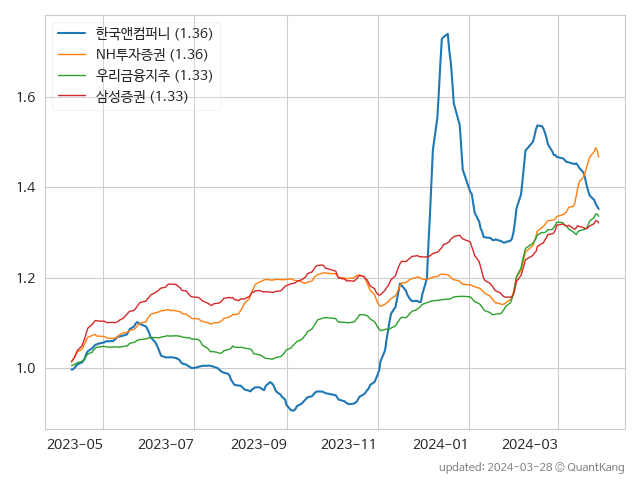 한국앤컴퍼니 (1.36)
NH투자증권 (1.36)
우리금융지주 (1.33)
삼성증권 (1.33)
1.6
1.4
1.2
1.0
2023-05 2023-07 2023-09 2023-11 2024-01 2024-03
updated: 2024-03-28 © QuantKang